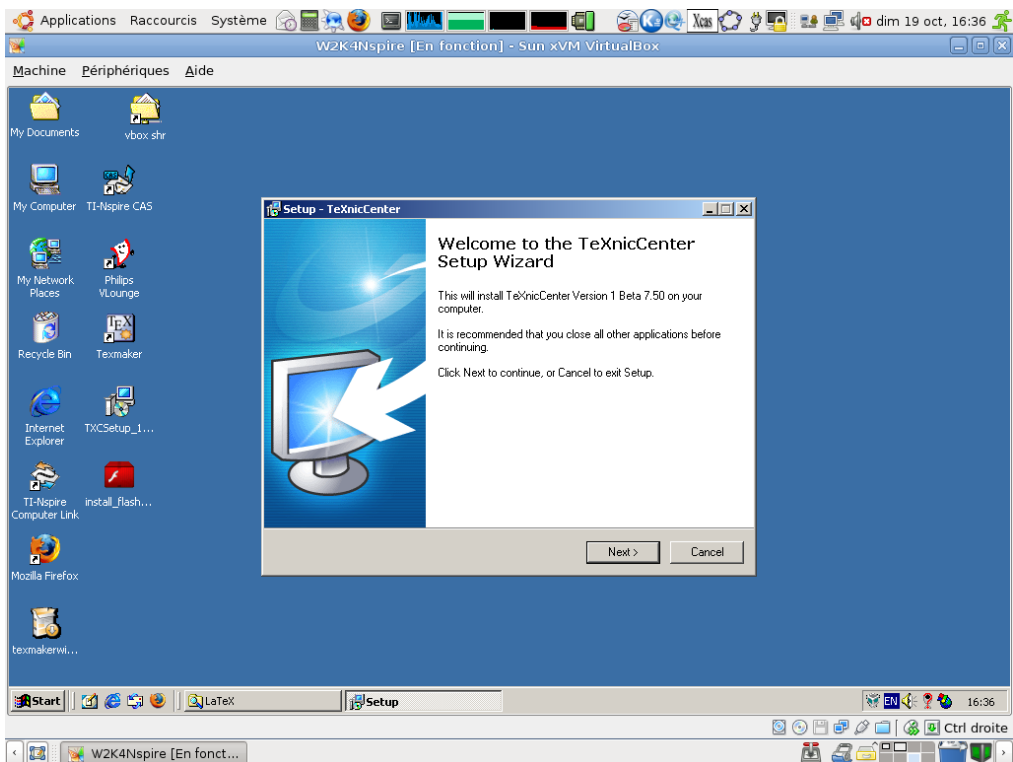 Applications Raccourcis Système Xcas dim 19 oct, 16:36
W2K4Nspire [En fonction] - Sun xVM VirtualBox
Machine Périphériques Aide
My Documents
vbox shr
My Computer
TI-Nspire CAS
My Network Places
Philips VLounge
Recycle Bin
Texmaker
Internet Explorer
TXCSetup_1...
TI-Nspire Computer Link
install_flash...
Mozilla Firefox
texmakerwi...
Setup - TeXnicCenter
Welcome to the TeXnicCenter
Setup Wizard
This will install TeXnicCenter Version 1 Beta 7.50 on your
computer.
It is recommended that you close all other applications before
continuing.
Click Next to continue, or Cancel to exit Setup.
Next > Cancel
Start LaTeX Setup EN 16:36
Ctrl droite
W2K4Nspire [En fonct...